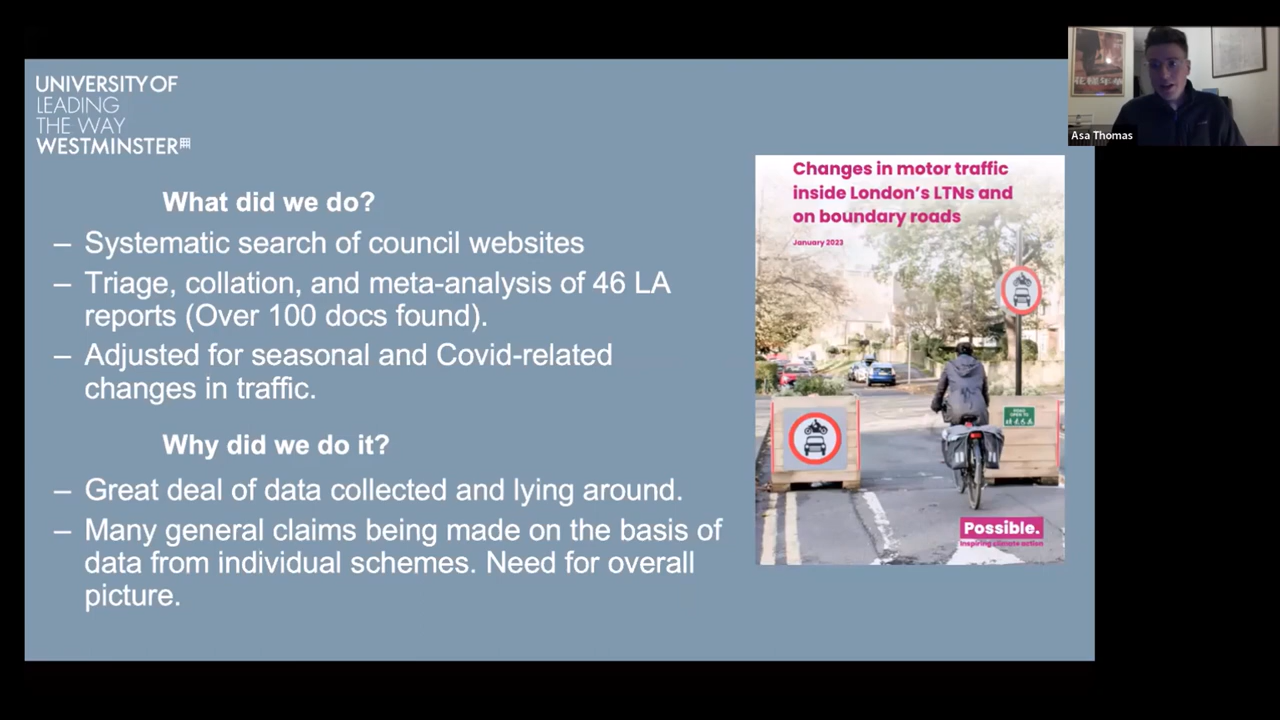 UNIVERSITY OF
LEADING
THE WAY
WESTMINSTER
What did we do?
– Systematic search of council websites
– Triage, collation, and meta-analysis of 46 LA
reports (Over 100 docs found).
– Adjusted for seasonal and Covid-related
changes in traffic.
Why did we do it?
– Great deal of data collected and lying around.
– Many general claims being made on the basis of
data from individual schemes. Need for overall
picture.
Changes in motor traffic
inside London’s LTNs and
on boundary roads
January 2023
ROAD
OPEN TO
Possible.
Inspiring climate action
Asa Thomas